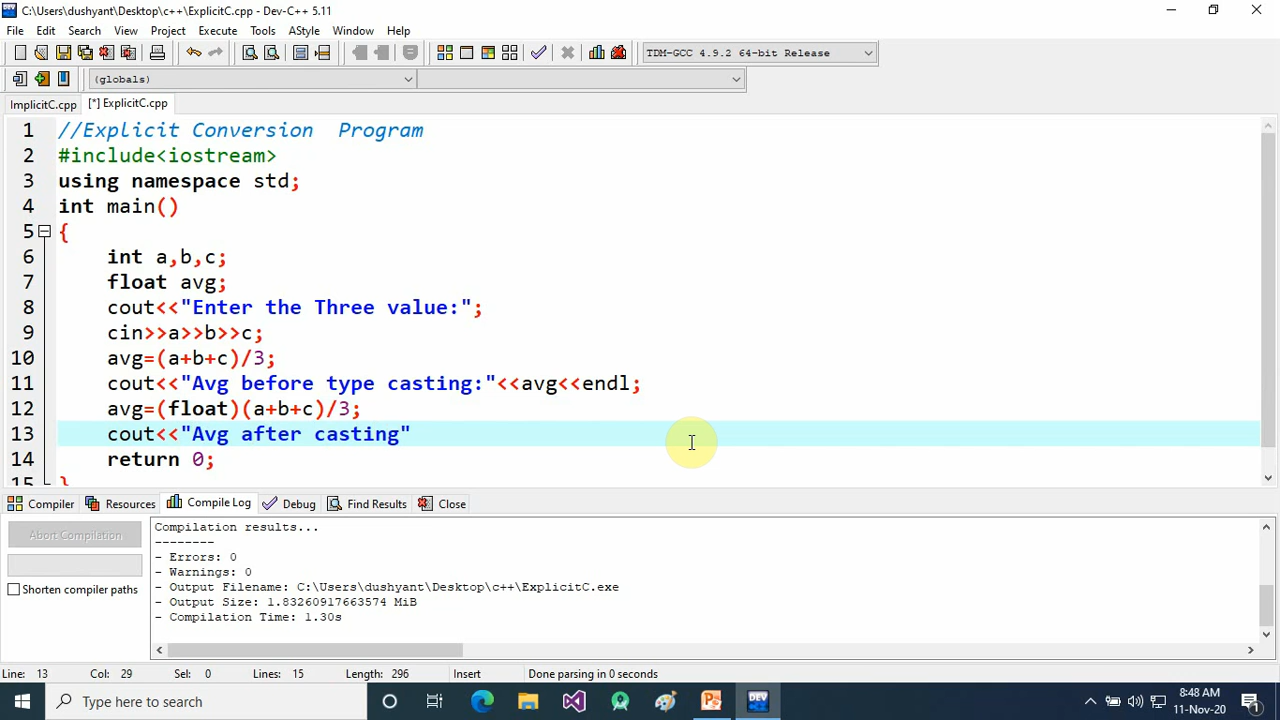 C:\Users\dushyant\Desktop\c++\ExplicitC.cpp - Dev-C++ 5.11
File Edit Search View Project Execute Tools AStyle Window Help
TDM-GCC 4.9.2 64-bit Release
(globals)
ImplicitC.cpp [*] ExplicitC.cpp
1 //Explicit Conversion  Program
2 #include<iostream>
3 using namespace std;
4 int main()
5 {
6 int a,b,c;
7 float avg;
8 cout<<"Enter the Three value:";
9 cin>>a>>b>>c;
10 avg=(a+b+c)/3;
11 cout<<"Avg before type casting:"<<avg<<endl;
12 avg=(float)(a+b+c)/3;
13 cout<<"Avg after casting"
14 return 0;
15 }
Compiler Resources Compile Log Debug Find Results Close
Abort Compilation
Shorten compiler paths
Compilation results...
--------
- Errors: 0
- Warnings: 0
- Output Filename: C:\Users\dushyant\Desktop\c++\ExplicitC.exe
- Output Size: 1.83260917663574 MiB
- Compilation Time: 1.30s
Line: 13 Col: 29 Sel: 0 Lines: 15 Length: 296 Insert Done parsing in 0 seconds
Type here to search
DEV
8:48 AM
11-Nov-20
1